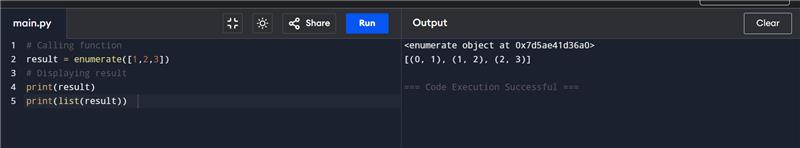 main.py
Share
Run
Output
Clear
1 # Calling function
2 result = enumerate([1,2,3])
3 # Displaying result
4 print(result)
5 print(list(result))
<enumerate object at 0x7d5ae41d36a0>
[(0, 1), (1, 2), (2, 3)]
=== Code Execution Successful ===